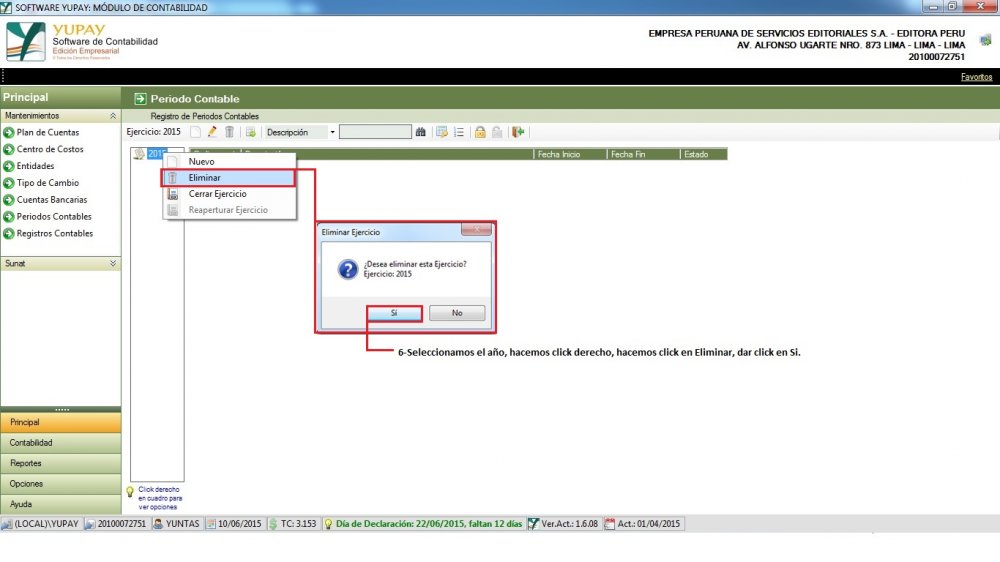 SOFTWARE YUPAY: MÓDULO DE CONTABILIDAD
YUPAY
Software de Contabilidad
Edición Empresarial
© Todos los Derechos Reservados
EMPRESA PERUANA DE SERVICIOS EDITORIALES S.A. - EDITORA PERU
AV. ALFONSO UGARTE NRO. 873 LIMA - LIMA - LIMA
20100072751
Favoritos
Principal
Periodo Contable
Mantenimientos
Registro de Periodos Contables
Plan de Cuentas
Ejercicio: 2015
Descripción
Centro de Costos
Entidades
Tipo de Cambio
Cuentas Bancarias
Periodos Contables
Registros Contables
Sunat
2015
Fecha Inicio
Fecha Fin
Estado
Nuevo
Eliminar
Cerrar Ejercicio
Reaperturar Ejercicio
Eliminar Ejercicio
¿Desea eliminar esta Ejercicio?
Ejercicio: 2015
Sí
No
6-Seleccionamos el año, hacemos click derecho, hacemos click en Eliminar, dar click en Si.
Principal
Contabilidad
Reportes
Opciones
Ayuda
Click derecho
en cuadro para
ver opciones
(LOCAL)\YUPAY
20100072751
YUNTAS
10/06/2015
TC: 3.153
Día de Declaración: 22/06/2015, faltan 12 días
Ver.Act.: 1.6.08
Act.: 01/04/2015